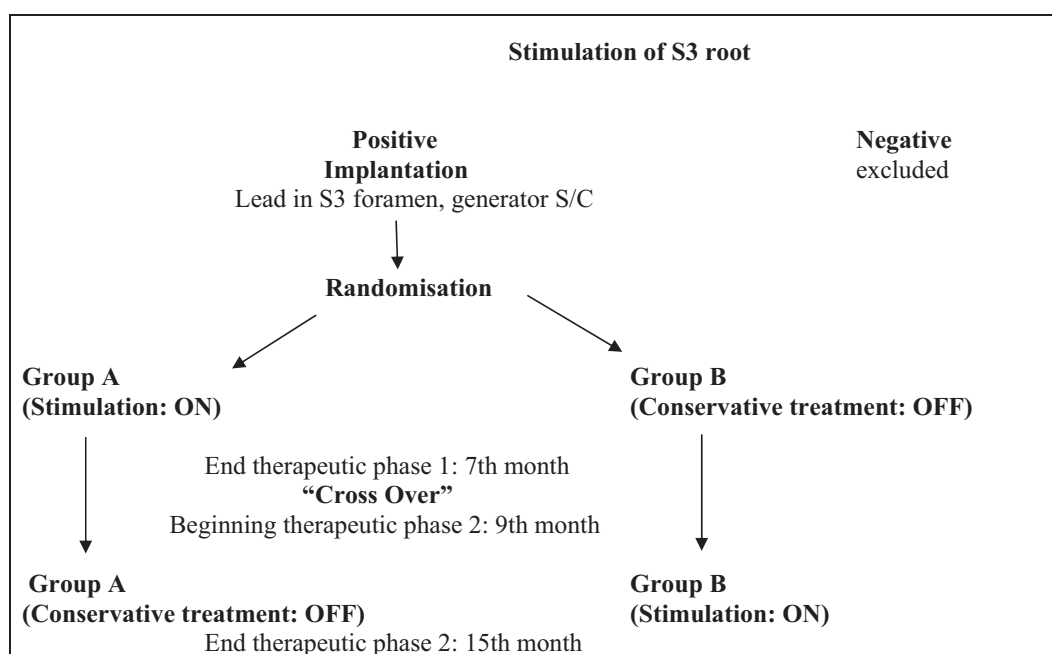 Stimulation of S3 root
Positive
Implantation
Lead in S3 foramen, generator S/C
Negative
excluded
Randomisation
Group A
(Stimulation: ON)
Group B
(Conservative treatment: OFF)
End therapeutic phase 1: 7th month
“Cross Over”
Beginning therapeutic phase 2: 9th month
Group A
(Conservative treatment: OFF)
Group B
(Stimulation: ON)
End therapeutic phase 2: 15th month